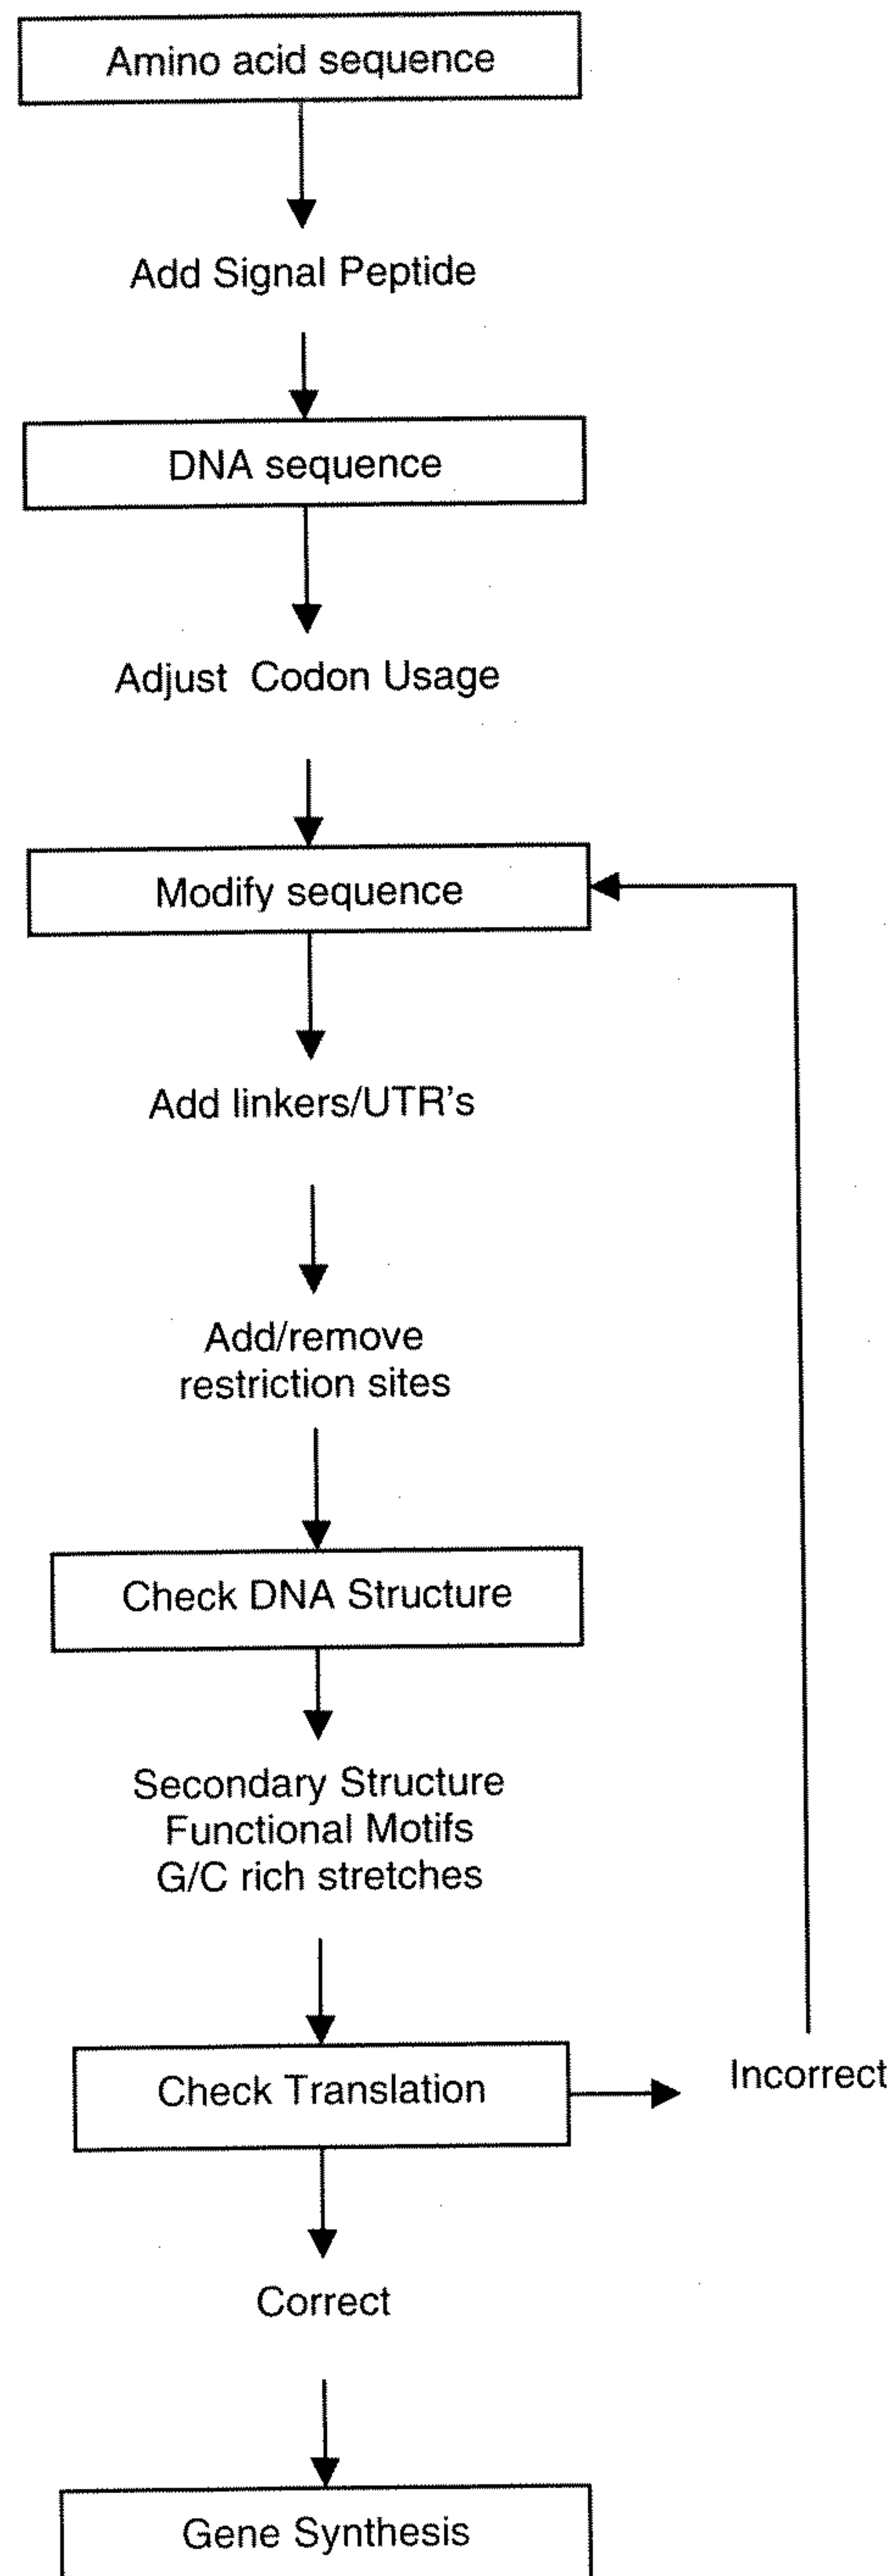 Amino acid sequence
Add Signal Peptide
DNA sequence
Adjust Codon Usage
Modify sequence
Add linkers/UTR's
Add/remove
restriction sites
Check DNA Structure
Secondary Structure
Functional Motifs
G/C rich stretches
Check Translation
Incorrect
Correct
Gene Synthesis